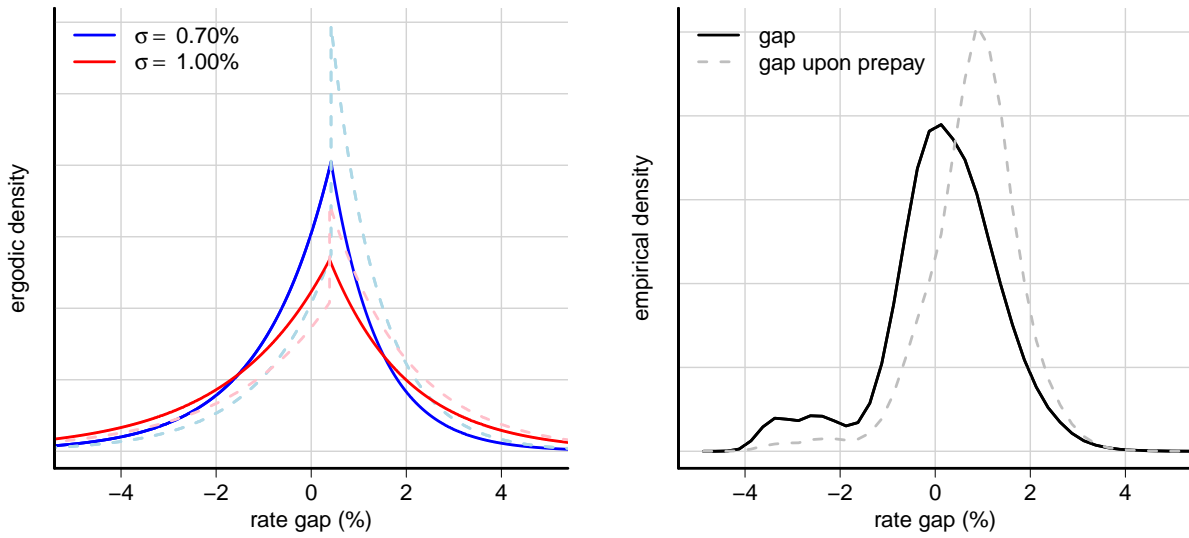 σ = 0.70%
σ = 1.00%
ergodic density
−4 −2 0 2 4
rate gap (%)
gap
gap upon prepay
empirical density
−4 −2 0 2 4
rate gap (%)